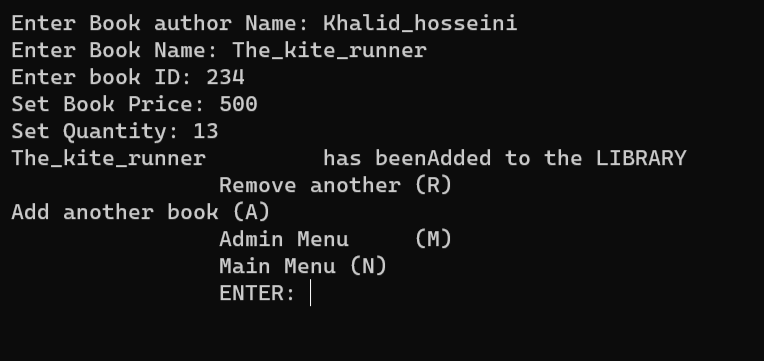 Enter Book author Name: Khalid_hosseini
Enter Book Name: The_kite_runner
Enter book ID: 234
Set Book Price: 500
Set Quantity: 13
The_kite_runner         has beenAdded to the LIBRARY
                Remove another (R)
Add another book (A)
                Admin Menu     (M)
                Main Menu (N)
                ENTER: